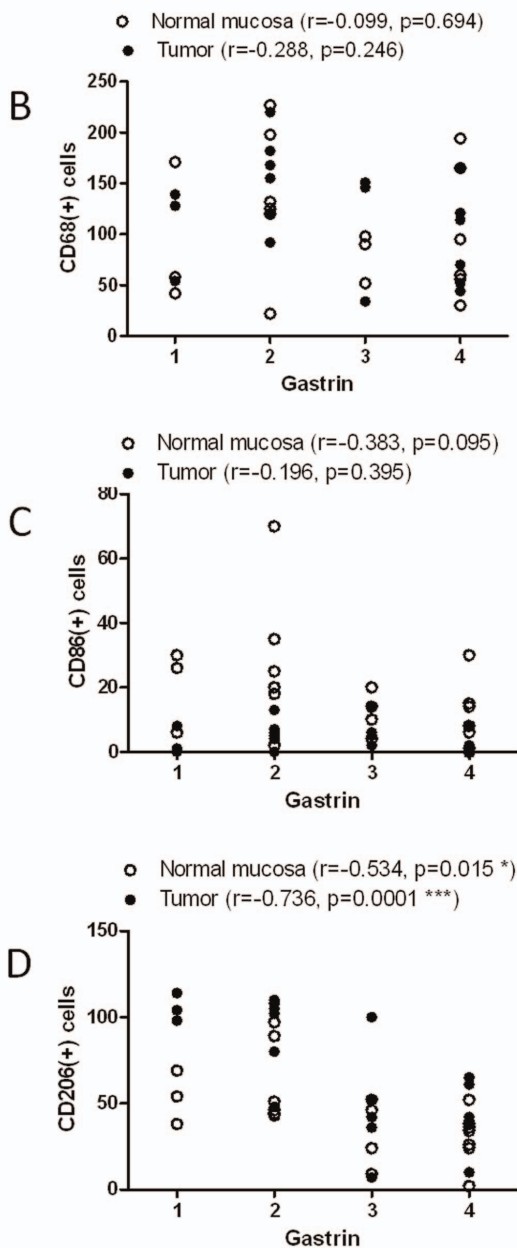 Normal mucosa (r=-0.099, p=0.694)
Tumor (r=-0.288, p=0.246)
B
250
200
150
100
50
0
CD68(+) cells
1 2 3 4
Gastrin
Normal mucosa (r=-0.383, p=0.095)
Tumor (r=-0.196, p=0.395)
C
80
60
40
20
0
CD86(+) cells
1 2 3 4
Gastrin
Normal mucosa (r=-0.534, p=0.015 *)
Tumor (r=-0.736, p=0.0001 ***)
D
150
100
50
0
CD206(+) cells
1 2 3 4
Gastrin